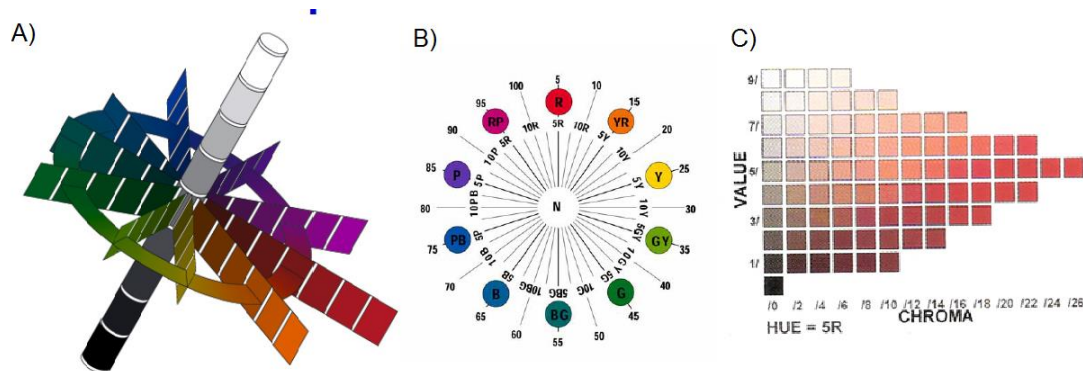 A)
B)
C)
5
10
15
20
25
30
35
40
45
50
55
60
65
70
75
80
85
90
95
100
R
YR
Y
GY
G
BG
B
PB
P
RP
5R
10R
5Y
10Y
5Y
10Y
5GY
10GY
5G
10G
5BG
10BG
5B
10B
5P
10PB
5P
10P
5R
10R
N
VALUE
9/
7/
5/
3/
1/
/0 /2 /4 /6 /8 /10 /12 /14 /16 /18 /20 /22 /24 /26
CHROMA
HUE = 5R